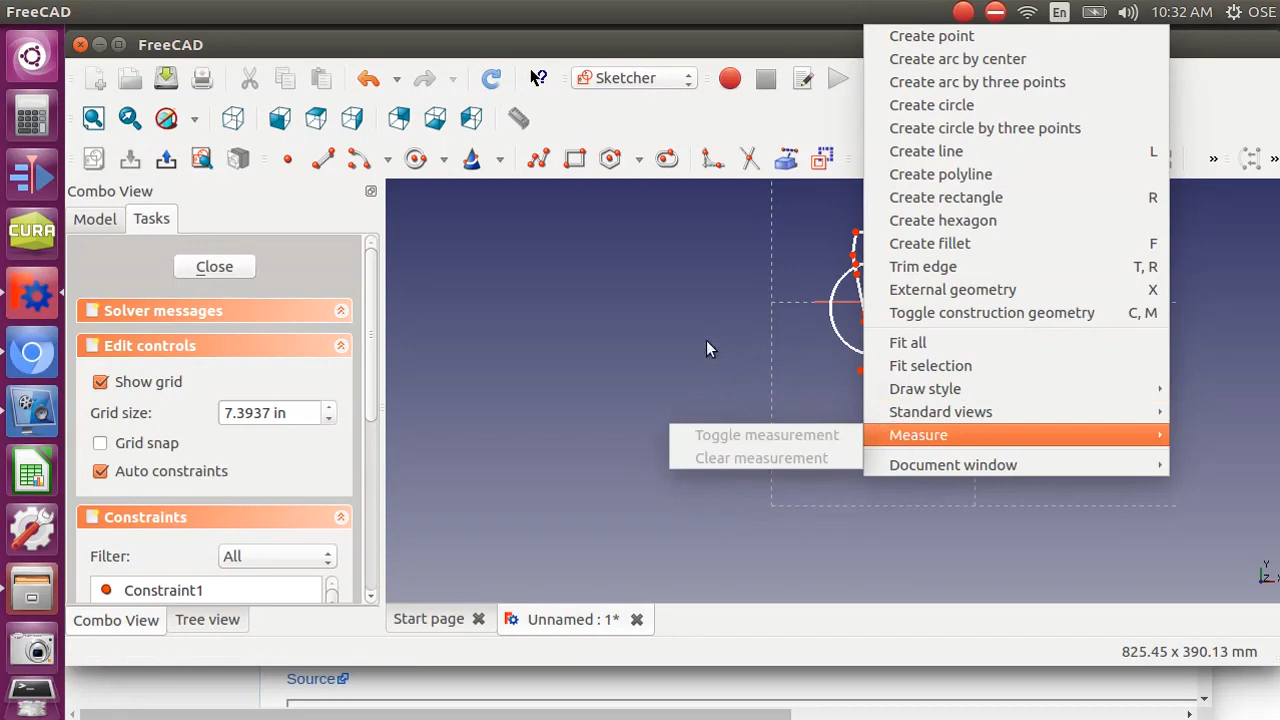 FreeCAD
En
10:32 AM
OSE
FreeCAD
Sketcher
Combo View
Model
Tasks
Close
Solver messages
Edit controls
Show grid
Grid size:
7.3937 in
Grid snap
Auto constraints
Constraints
Filter:
All
Constraint1
Combo View
Tree view
Create point
Create arc by center
Create arc by three points
Create circle
Create circle by three points
Create line L
Create polyline
Create rectangle R
Create hexagon
Create fillet F
Trim edge T, R
External geometry X
Toggle construction geometry C, M
Fit all
Fit selection
Draw style
Standard views
Measure
Document window
Toggle measurement
Clear measurement
»
»
Y
Z
X
Start page
Unnamed : 1*
825.45 x 390.13 mm
Source
CURA